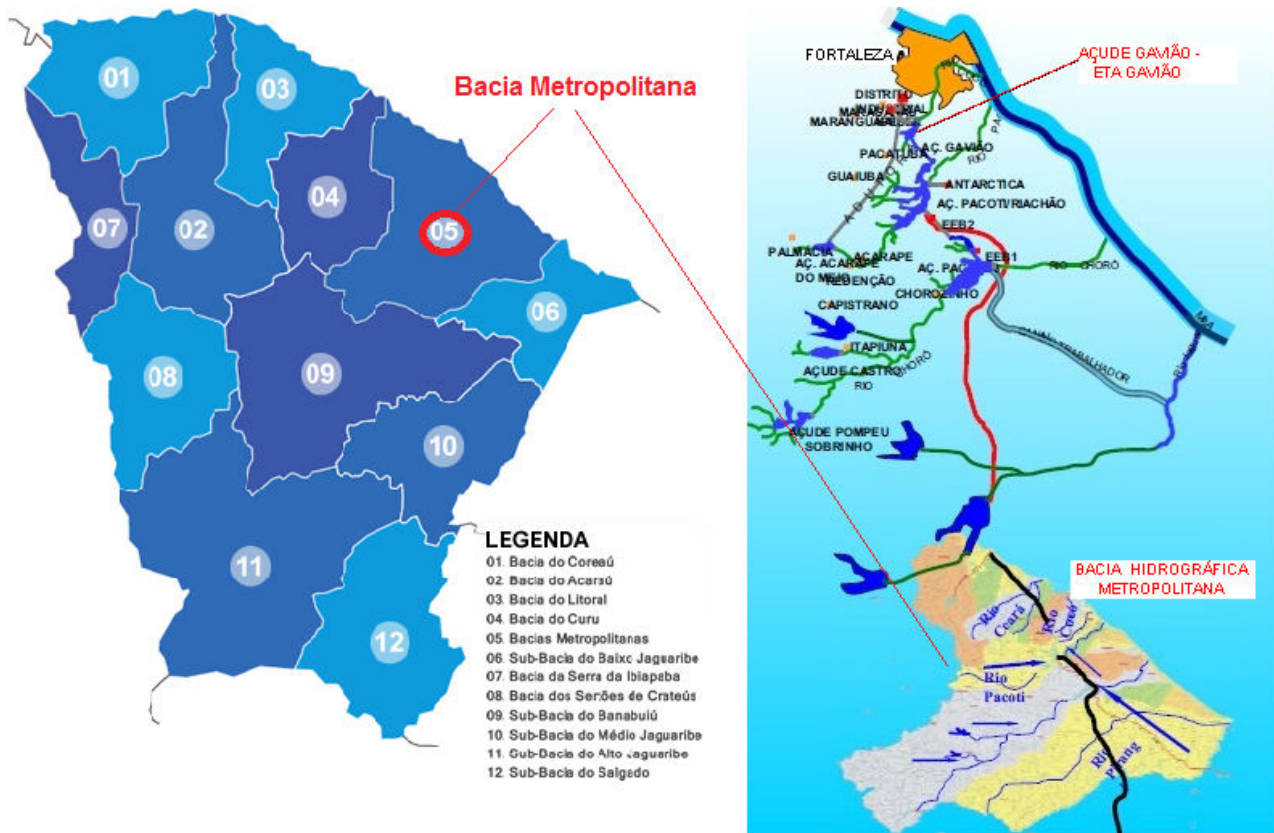 01
03
02
07
04
05
06
08
09
10
11
12
Bacia Metropolitana
LEGENDA
01. Bacia do Coreaú
02 Bacia do Acaraú
03 Bacia do Litoral
04 Bacia do Curu
05 Bacias Metropolitanas
06 Sub-Bacia do Baixo Jaguaribe
07 Bacia da Serra da Ibiapaba
08 Bacia dos Sertões de Crateús
09 Sub-Bacia do Banabuiú
10 Sub-Bacia do Médio Jaguaribe
11 Sub-Bacia do Alto Jaguaribe
12 Sub-Bacia do Salgado
FORTALEZA
AÇUDE GAVIÃO -
ETA GAVIÃO
DISTRITO
INDUSTRIAL
PACATUBA
AÇ. GAVIÃO
RIO
GUAIUBA
ANTARCTICA
AÇ. PACOTI/RIACHÃO
EEB2
EEB1
PALMACIA
ACARAPE
AÇ. ACARAPE
DO MEIO
REDENÇÃO
RIO CHORÓ
CHOROZINHO
CAPISTRANO
ITAPIUNA
AÇUDE CASTRO
RIO
CHORÓ
AÇUDE POMPEU
SOBRINHO
BACIA HIDROGRÁFICA
METROPOLITANA
Rio
Ceará
Rio
Cocó
Rio
Pacoti
Rio